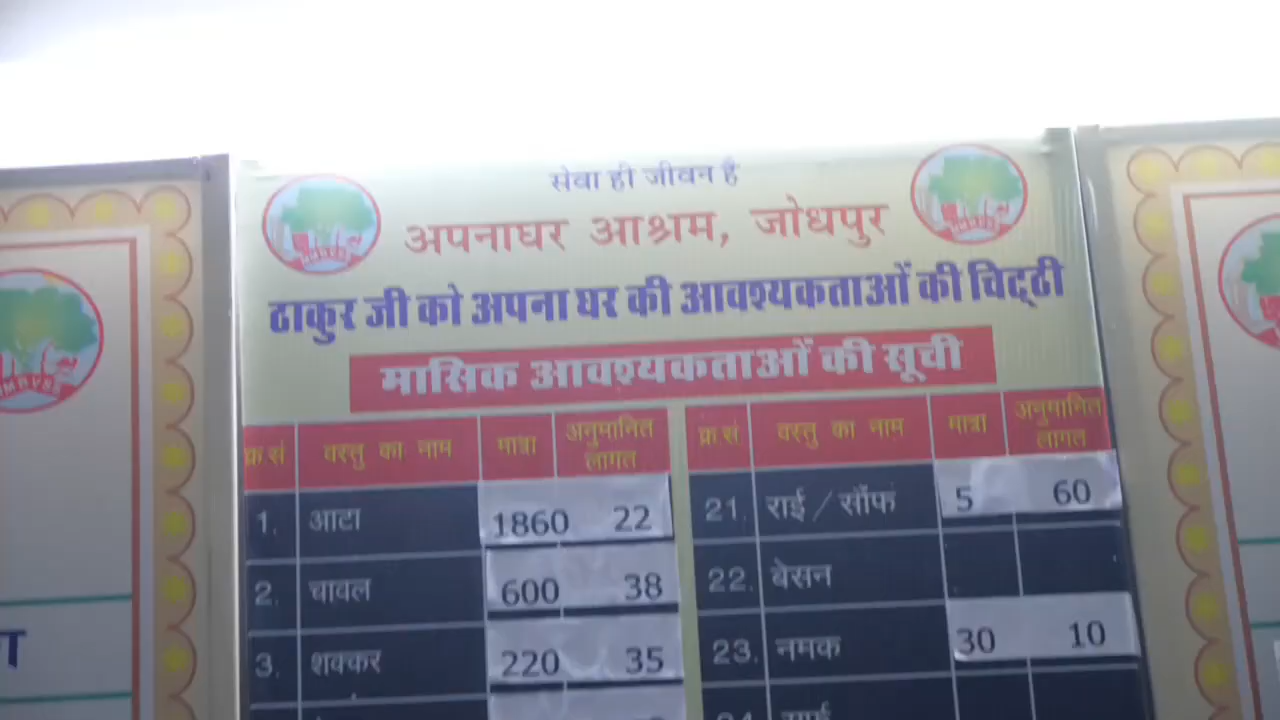 सेवा ही जीवन है
अपनाघर आश्रम, जोधपुर
ठाकुर जी को अपना घर की आवश्यकताओं की चिट्ठी
मासिक आवश्यकताओं की सूची
क्र सं वस्तु का नाम मात्रा अनुमानित लागत क्र सं वस्तु का नाम मात्रा अनुमानित लागत
1. आटा 1860 22 21. राई / सौंफ 5 60
2. चावल 600 38 22. बेसन
3. शक्कर 220 35 23. नमक 30 10